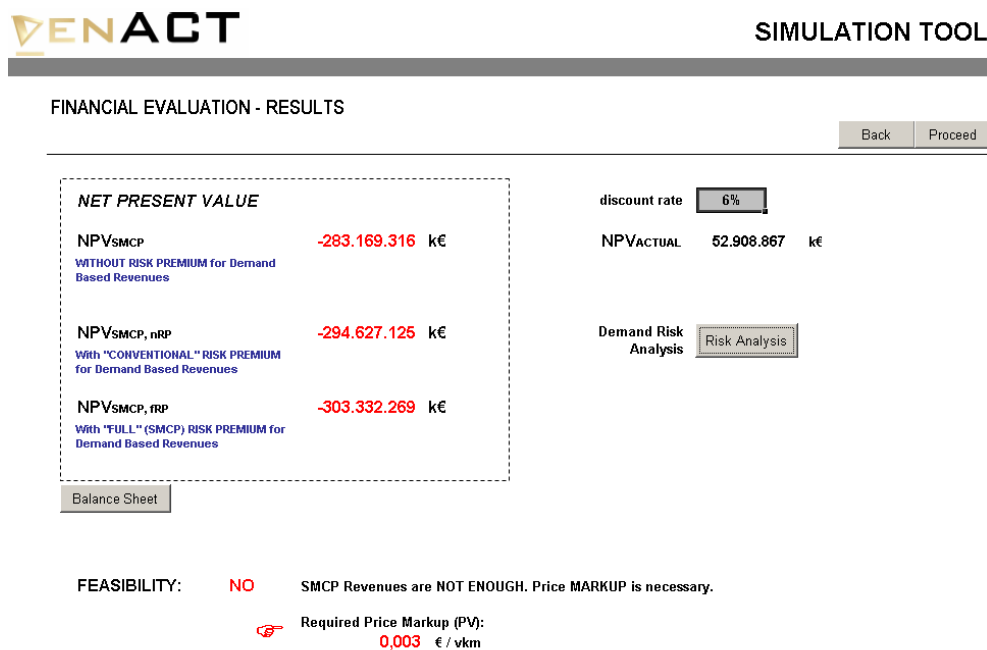 ENACT
SIMULATION TOOL
FINANCIAL EVALUATION - RESULTS
Back
Proceed
NET PRESENT VALUE
discount rate 6%
NPVSMCP -283.169.316 k€
NPVACTUAL 52.908.867 k€
WITHOUT RISK PREMIUM for Demand
Based Revenues
NPVSMCP, nRP -294.627.125 k€
With "CONVENTIONAL" RISK PREMIUM
for Demand Based Revenues
Demand Risk
Analysis
Risk Analysis
NPVSMCP, fRP -303.332.269 k€
With "FULL" (SMCP) RISK PREMIUM for
Demand Based Revenues
Balance Sheet
FEASIBILITY: NO SMCP Revenues are NOT ENOUGH. Price MARKUP is necessary.
Required Price Markup (PV):
0,003 € / vkm